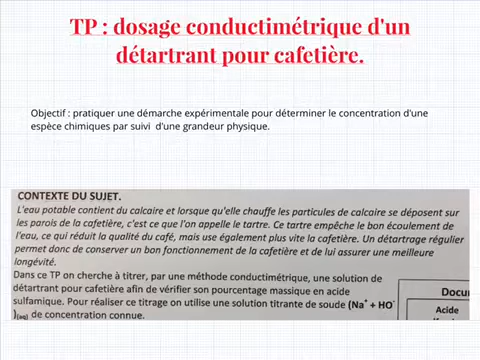 TP : dosage conductimétrique d'un
détartrant pour cafetière.
Objectif : pratiquer une démarche expérimentale pour déterminer le concentration d'une
espèce chimiques par suivi d'une grandeur physique.
CONTEXTE DU SUJET.
L'eau potable contient du calcaire et lorsque qu'elle chauffe les particules de calcaire se déposent sur
les parois de la cafetière, c'est ce que l'on appelle le tartre. Ce tartre empêche le bon écoulement de
l'eau, ce qui réduit la qualité du café, mais use également plus vite la cafetière. Un détartrage régulier
permet donc de conserver un bon fonctionnement de la cafetière et de lui assurer une meilleure
longévité.
Dans ce TP on cherche à titrer, par une méthode conductimétrique, une solution de
détartrant pour cafetière afin de vérifier son pourcentage massique en acide
sulfamique. Pour réaliser ce titrage on utilise une solution titrante de soude (Na⁺ + HO⁻
)(aq) de concentration connue.
Docu
Acide